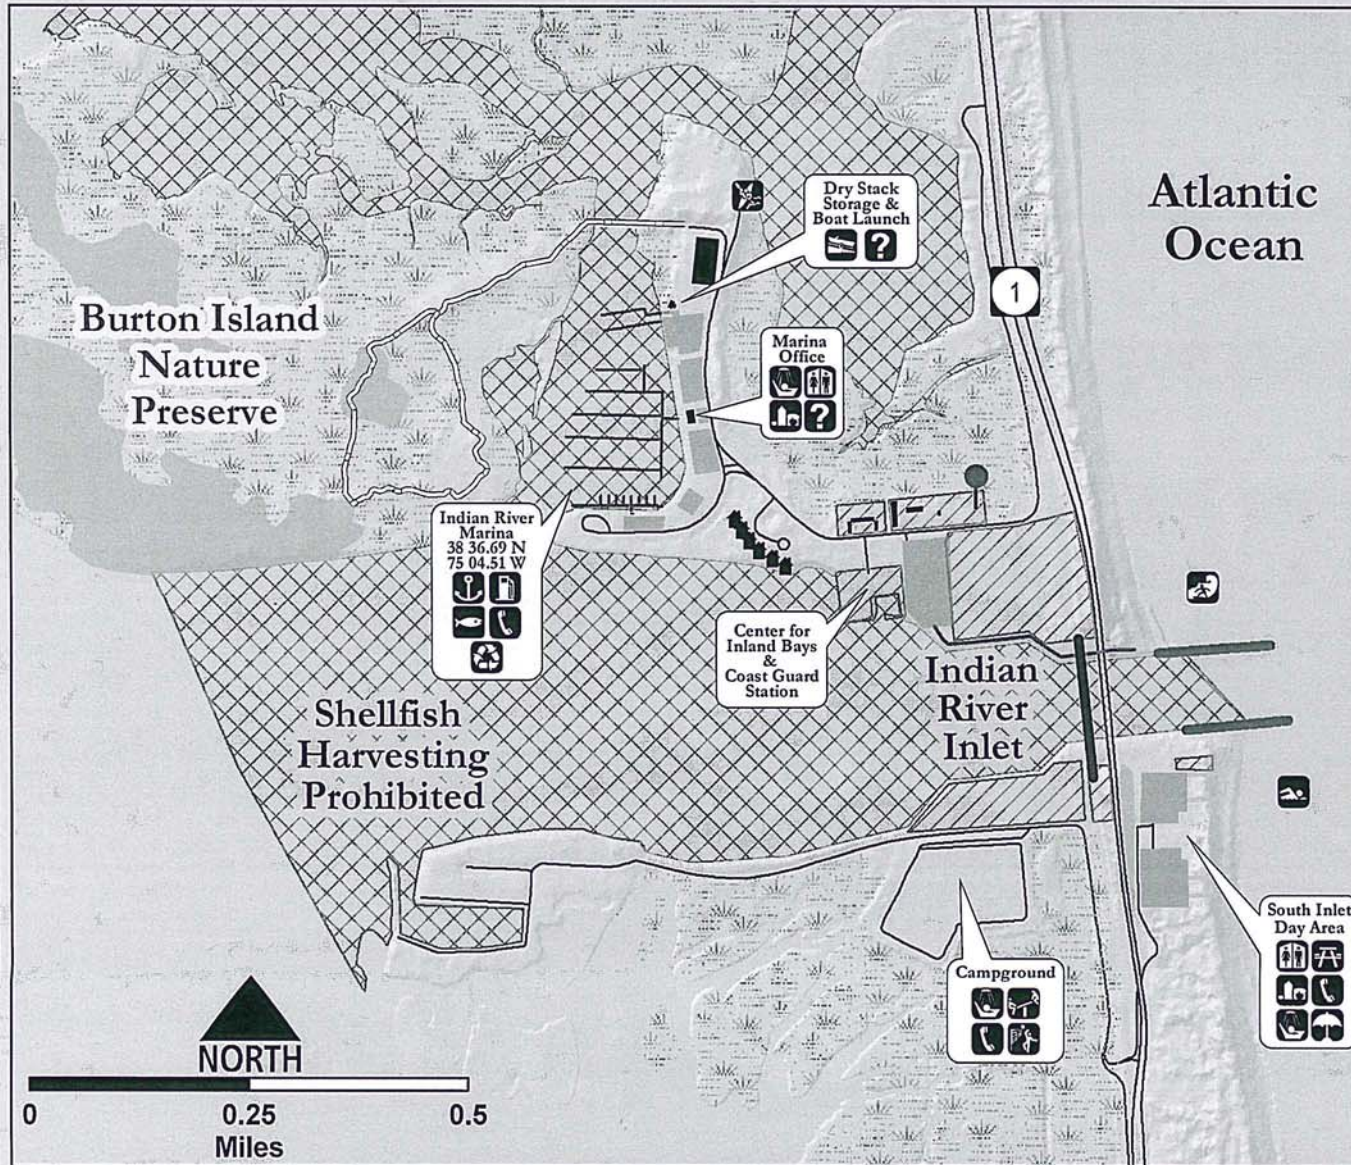 Atlantic
Ocean
Dry Stack
Storage &
Boat Launch
?
1
Burton Island
Nature
Preserve
Marina
Office
?
Indian River
Marina
38 36.69 N
75 04.51 W
Center for
Inland Bays
&
Coast Guard
Station
Indian
River
Inlet
Shellfish
Harvesting
Prohibited
South Inlet
Day Area
Campground
NORTH
0 0.25 0.5
Miles